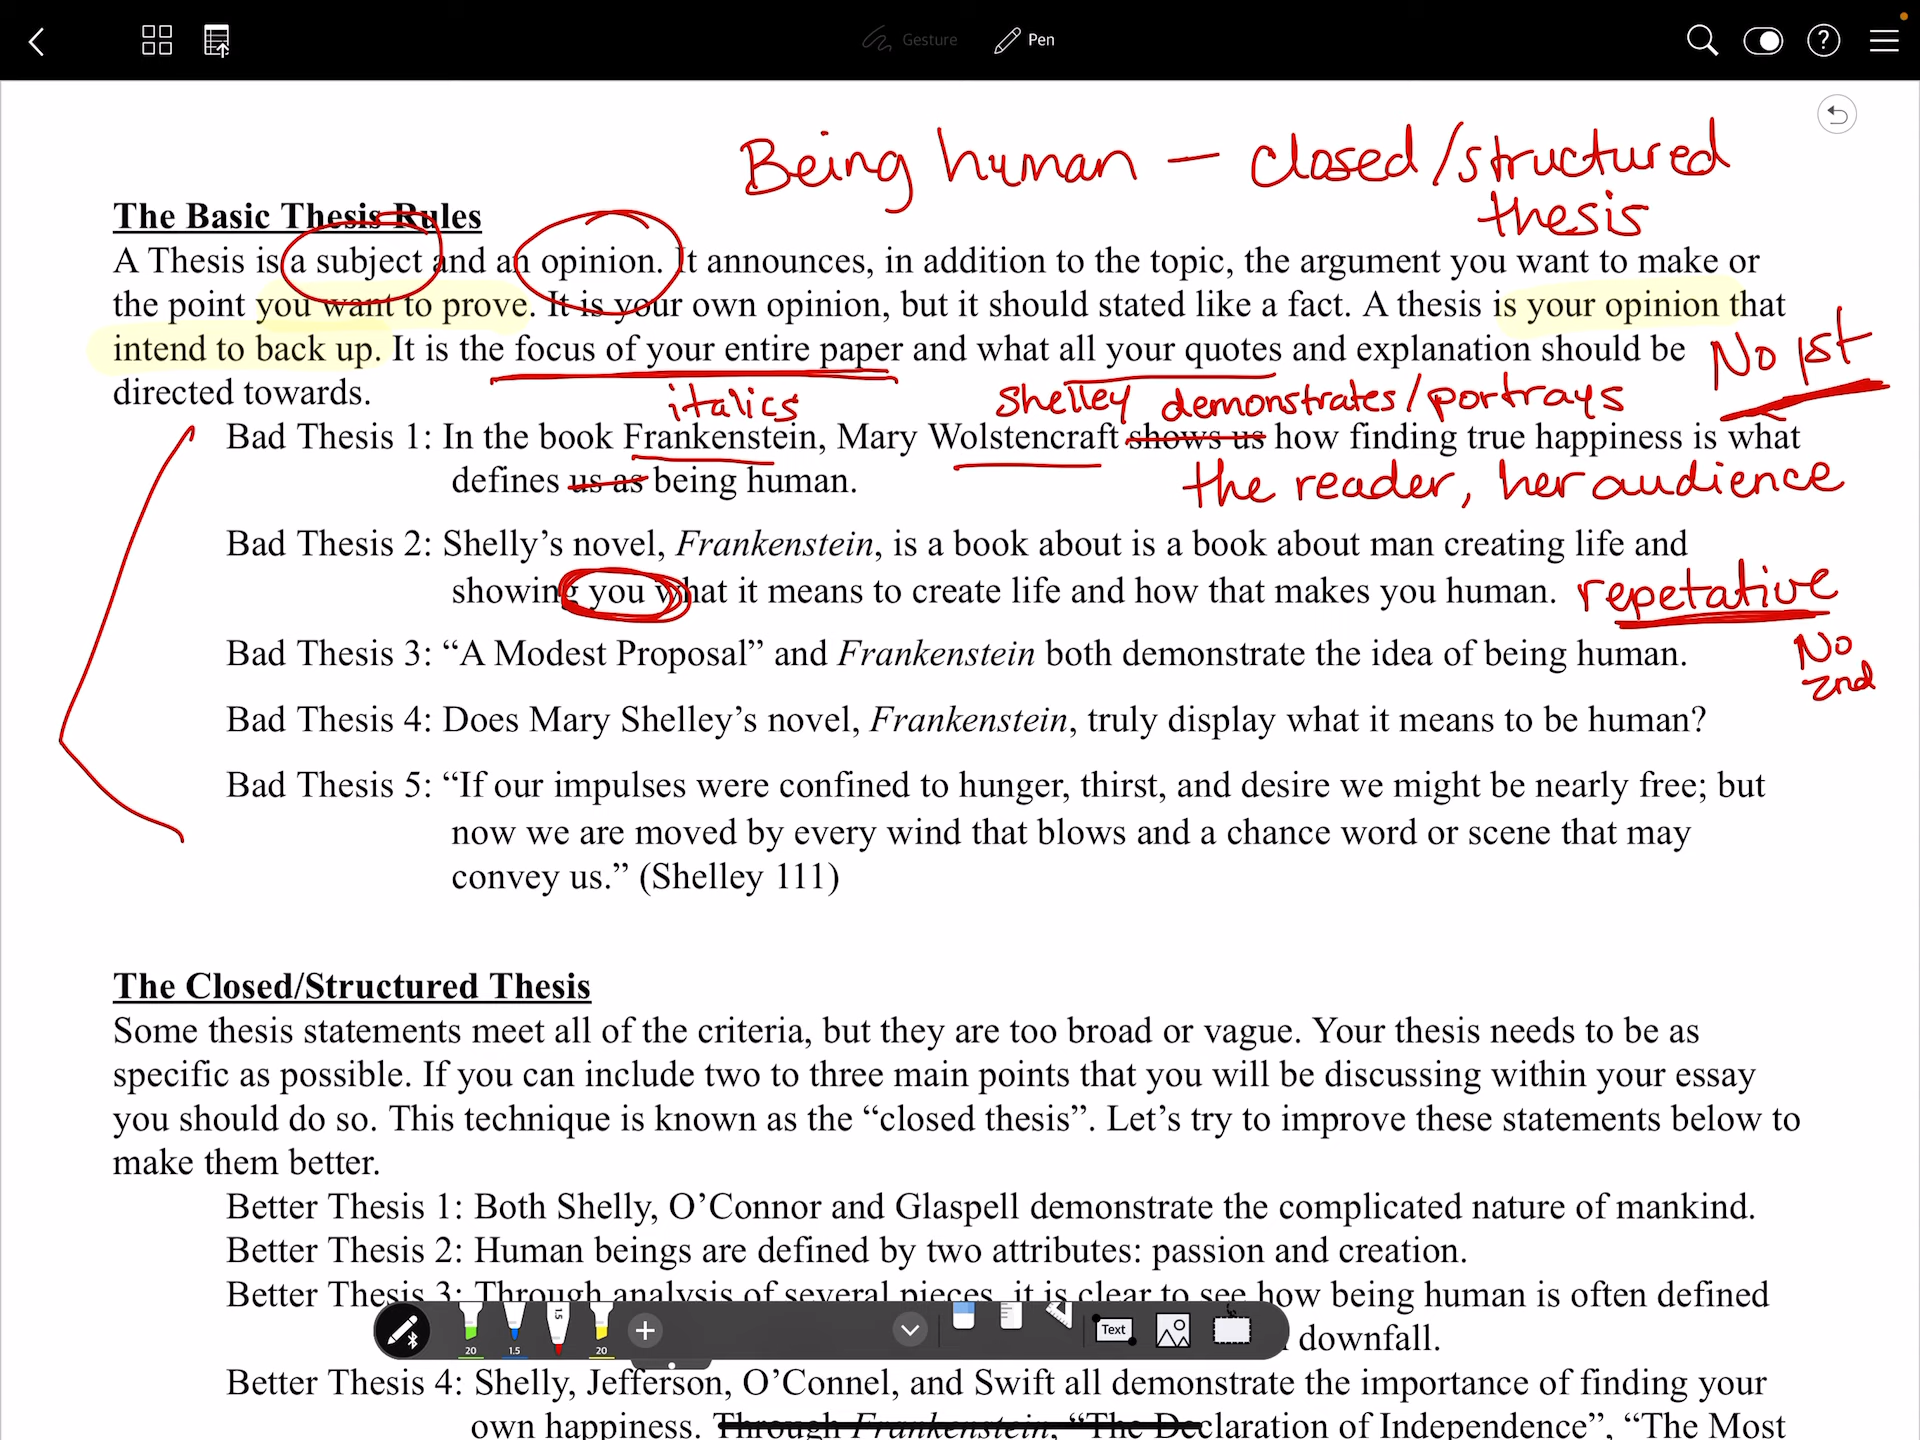 Gesture
Pen
Being human — closed/structured
thesis
The Basic Thesis Rules
A Thesis is a subject and an opinion. It announces, in addition to the topic, the argument you want to make or
the point you want to prove. It is your own opinion, but it should stated like a fact. A thesis is your opinion that
intend to back up. It is the focus of your entire paper and what all your quotes and explanation should be
No 1st
directed towards.
italics
Shelley demonstrates/portrays
Bad Thesis 1: In the book Frankenstein, Mary Wolstencraft shows us how finding true happiness is what
defines us as being human.
the reader, her audience
Bad Thesis 2: Shelly’s novel, Frankenstein, is a book about is a book about man creating life and
showing you what it means to create life and how that makes you human.
repetative
No
2nd
Bad Thesis 3: “A Modest Proposal” and Frankenstein both demonstrate the idea of being human.
Bad Thesis 4: Does Mary Shelley’s novel, Frankenstein, truly display what it means to be human?
Bad Thesis 5: “If our impulses were confined to hunger, thirst, and desire we might be nearly free; but
now we are moved by every wind that blows and a chance word or scene that may
convey us.” (Shelley 111)
The Closed/Structured Thesis
Some thesis statements meet all of the criteria, but they are too broad or vague. Your thesis needs to be as
specific as possible. If you can include two to three main points that you will be discussing within your essay
you should do so. This technique is known as the “closed thesis”. Let’s try to improve these statements below to
make them better.
Better Thesis 1: Both Shelly, O’Connor and Glaspell demonstrate the complicated nature of mankind.
Better Thesis 2: Human beings are defined by two attributes: passion and creation.
Better Thesis 3: Through analysis of several pieces, it is clear to see how being human is often defined
downfall.
20
1.5
15
20
Text
Better Thesis 4: Shelly, Jefferson, O’Connel, and Swift all demonstrate the importance of finding your
own happiness. Through Frankenstein, “The Declaration of Independence”, “The Most